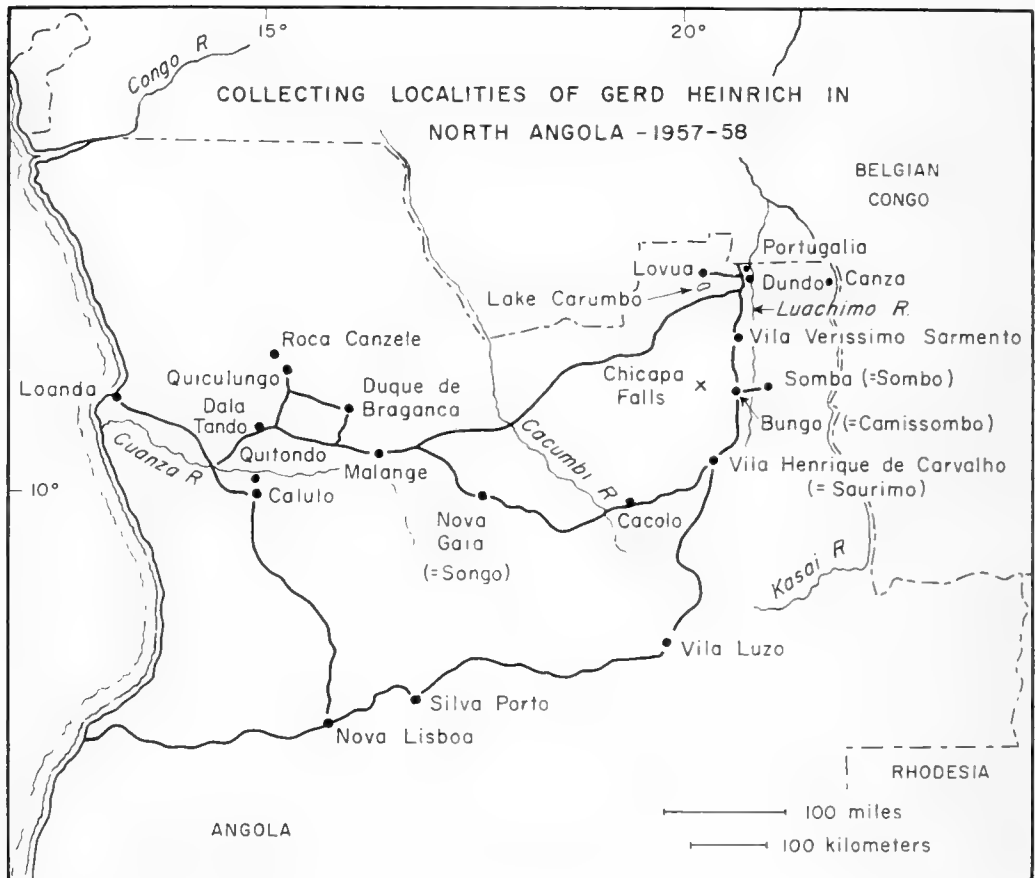 15°
20°
Congo R
COLLECTING LOCALITIES OF GERD HEINRICH IN
NORTH ANGOLA - 1957-58
BELGIAN
CONGO
Portugalia
Lovua
Dundo
Canza
Lake Carumbo
Luachimo R.
Vila Verissimo Sarmento
Roca Canzele
Quiculungo
Duque de
Braganca
Chicapa
Falls
Somba (=Sombo)
Loanda
Dala
Tando
Bungo (=Camissombo)
Cuanza R
Quitondo
Malange
Cacumbi R
Vila Henrique de Carvalho
(=Saurimo)
10°
Calulo
Nova
Gaia
(=Songo)
Cacolo
Kasai R
Vila Luzo
Silva Porto
Nova Lisboa
RHODESIA
100 miles
ANGOLA
100 kilometers